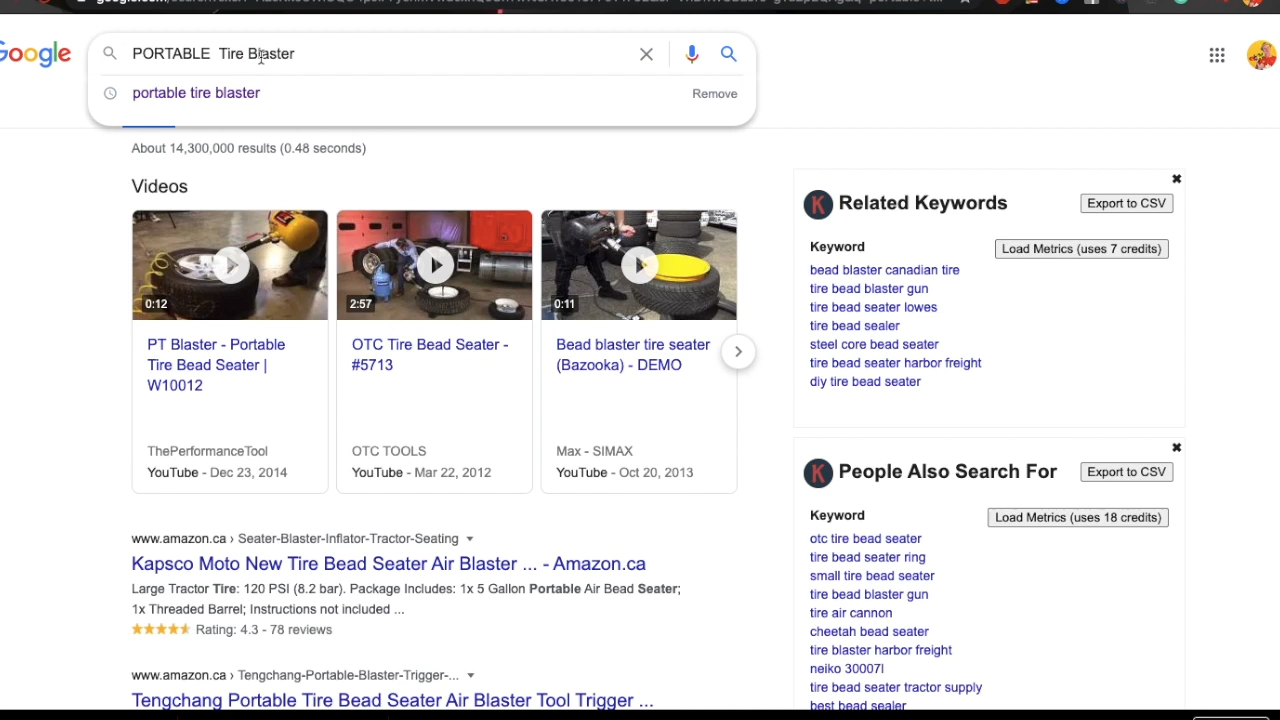 Google
PORTABLE  Tire Blaster
portable tire blaster
Remove
About 14,300,000 results (0.48 seconds)
Videos
0:12
PT Blaster - Portable
Tire Bead Seater |
W10012
ThePerformanceTool
YouTube - Dec 23, 2014
2:57
OTC Tire Bead Seater -
#5713
OTC TOOLS
YouTube - Mar 22, 2012
0:11
Bead blaster tire seater
(Bazooka) - DEMO
Max - SIMAX
YouTube - Oct 20, 2013
www.amazon.ca › Seater-Blaster-Inflator-Tractor-Seating
Kapsco Moto New Tire Bead Seater Air Blaster ... - Amazon.ca
Large Tractor Tire: 120 PSI (8.2 bar). Package Includes: 1x 5 Gallon Portable Air Bead Seater;
1x Threaded Barrel; Instructions not included ...
Rating: 4.3 - 78 reviews
www.amazon.ca › Tengchang-Portable-Blaster-Trigger-...
Tengchang Portable Tire Bead Seater Air Blaster Tool Trigger ...
K Related Keywords
Export to CSV
Keyword
Load Metrics (uses 7 credits)
bead blaster canadian tire
tire bead blaster gun
tire bead seater lowes
tire bead sealer
steel core bead seater
tire bead seater harbor freight
diy tire bead seater
K People Also Search For
Export to CSV
Keyword
Load Metrics (uses 18 credits)
otc tire bead seater
tire bead seater ring
small tire bead seater
tire bead blaster gun
tire air cannon
cheetah bead seater
tire blaster harbor freight
neiko 30007l
tire bead seater tractor supply
best bead sealer